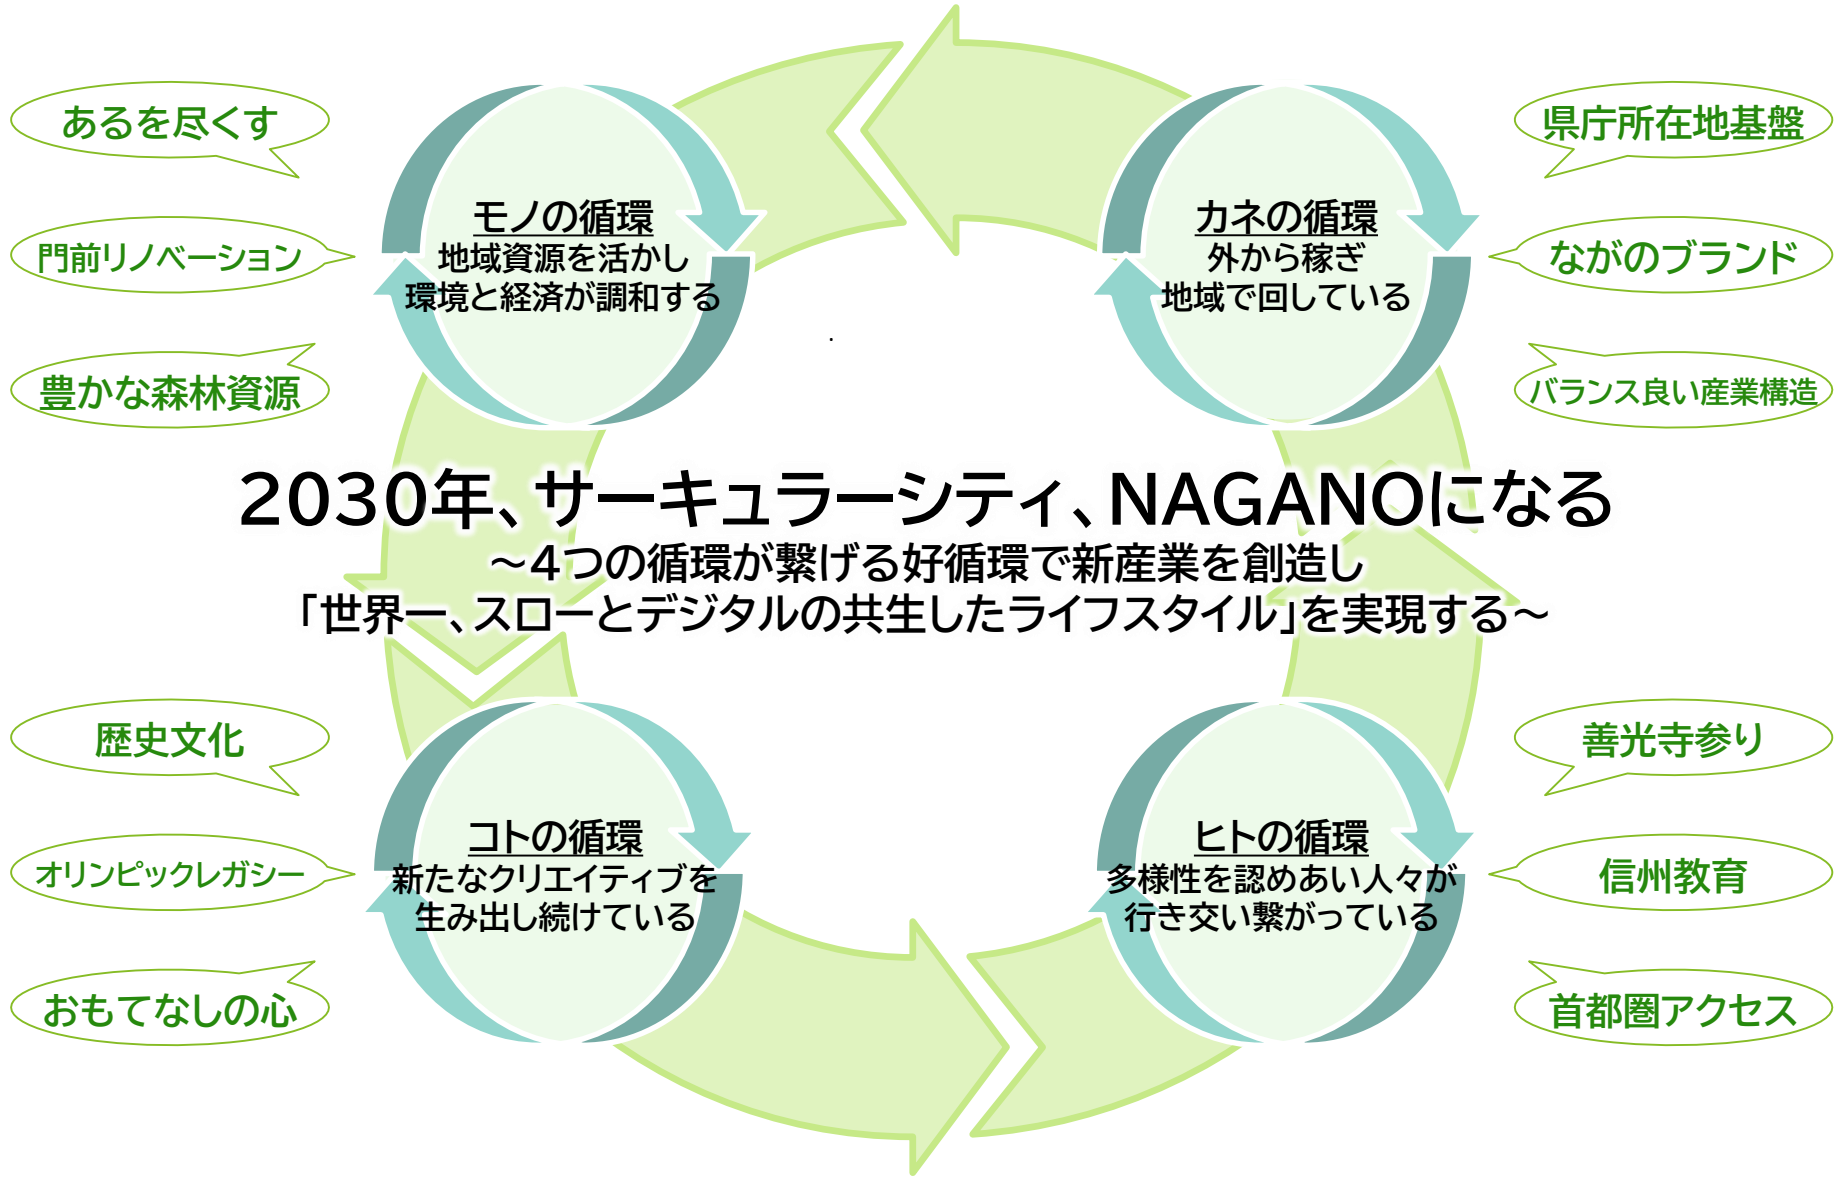 あるを尽くす
門前リノベーション
豊かな森林資源
モノの循環
地域資源を活かし
環境と経済が調和する
カネの循環
外から稼ぎ
地域で回している
県庁所在地基盤
ながのブランド
バランス良い産業構造
2030年、サーキュラーシティ、NAGANOになる
～4つの循環が繋げる好循環で新産業を創造し
「世界一、スローとデジタルの共生したライフスタイル」を実現する～
歴史文化
オリンピックレガシー
おもてなしの心
コトの循環
新たなクリエイティブを
生み出し続けている
ヒトの循環
多様性を認めあい人々が
行き交い繋がっている
善光寺参り
信州教育
首都圏アクセス